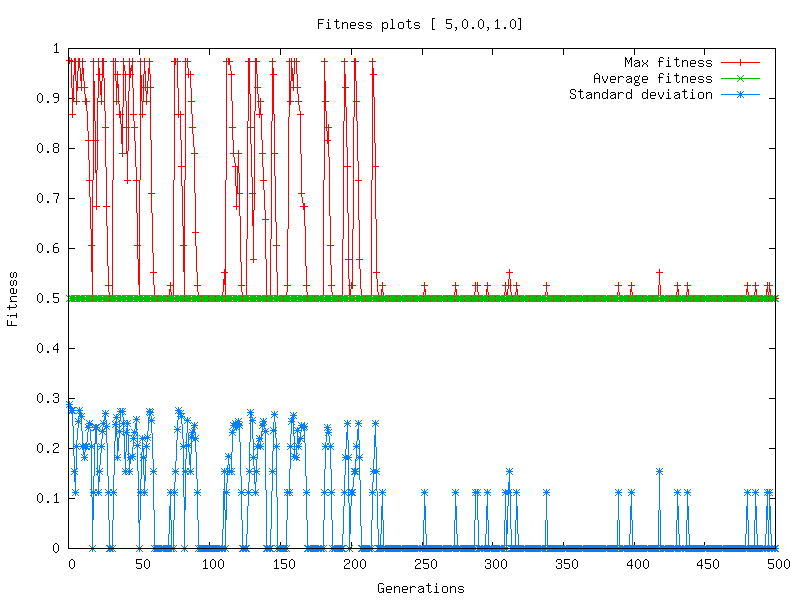 Fitness plots [ 5,0.0,1.0]
Max fitness
Average fitness
Standard deviation
1
0.9
0.8
0.7
0.6
0.5
0.4
0.3
0.2
0.1
0
Fitness
0 50 100 150 200 250 300 350 400 450 500
Generations